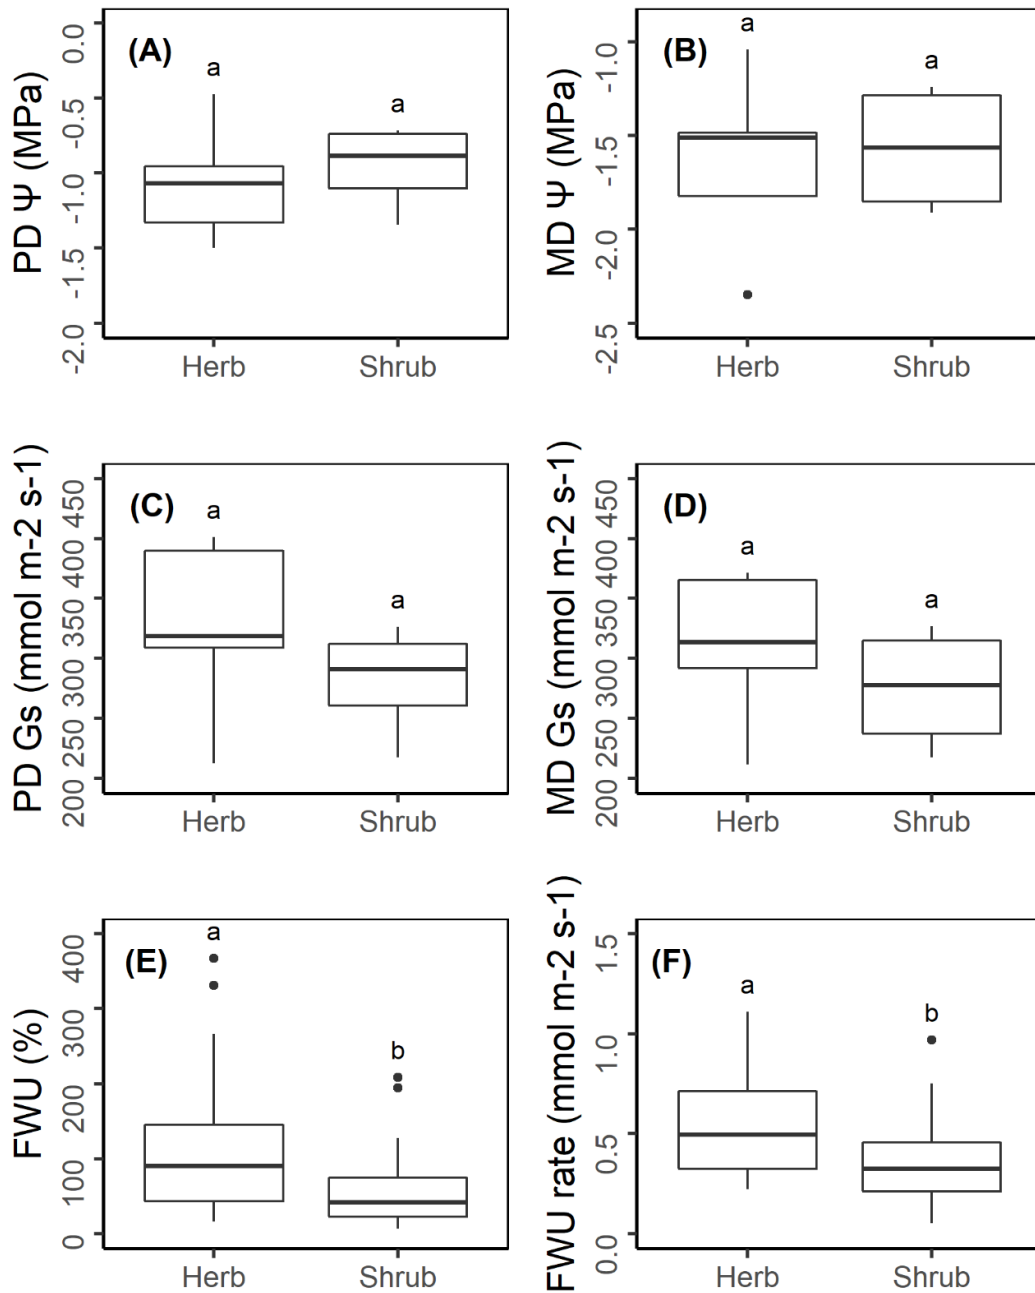 (A)
a
a
PD Ψ (MPa)
0.0
-0.5
-1.0
-1.5
-2.0
Herb
Shrub
(B)
a
a
MD Ψ (MPa)
-1.0
-1.5
-2.0
-2.5
Herb
Shrub
(C)
a
a
PD Gs (mmol m-2 s-1)
450
400
350
300
250
200
Herb
Shrub
(D)
a
a
MD Gs (mmol m-2 s-1)
450
400
350
300
250
200
Herb
Shrub
(E)
a
b
FWU (%)
400
300
200
100
0
Herb
Shrub
(F)
a
b
FWU rate (mmol m-2 s-1)
1.5
1.0
0.5
0.0
Herb
Shrub